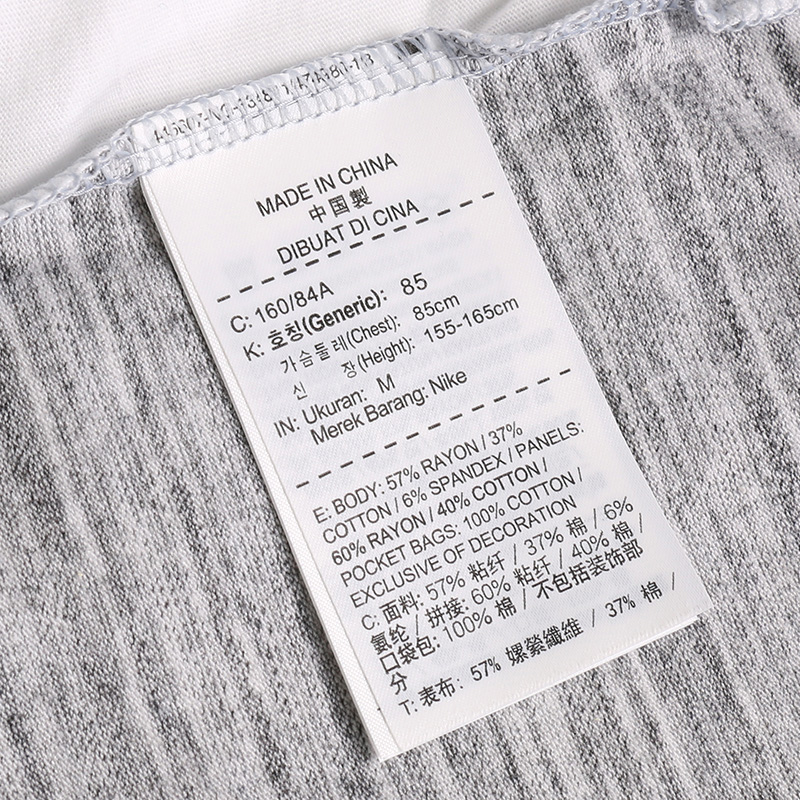 MADE IN CHINA
中国製
DIBUAT DI CINA
C: 160/84A
K: 호칭(Generic): 85
가슴둘레(Chest): 85cm
신 장(Height): 155-165cm
IN: Ukuran: M
Merek Barang: Nike
E: BODY: 57% RAYON / 37%
COTTON / 6% SPANDEX / PANELS:
60% RAYON / 40% COTTON /
POCKET BAGS: 100% COTTON /
EXCLUSIVE OF DECORATION
C: 面料: 57% 粘纤 / 37% 棉 / 6%
氨纶 / 拼接: 60% 粘纤 / 40% 棉 /
口袋包: 100% 棉 / 不包括装饰部
分
T: 表布: 57% 嫘縈纖維 / 37% 棉 /